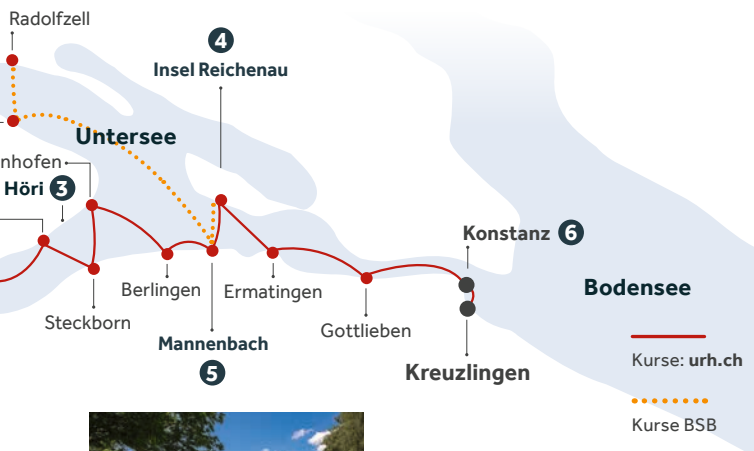 Radolfzell
4
Insel Reichenau
Untersee
nhofen
Höri 3
Konstanz 6
Berlingen
Ermatingen
Bodensee
Steckborn
Gottlieben
Mannenbach
5
Kreuzlingen
Kurse: urh.ch
Kurse BSB